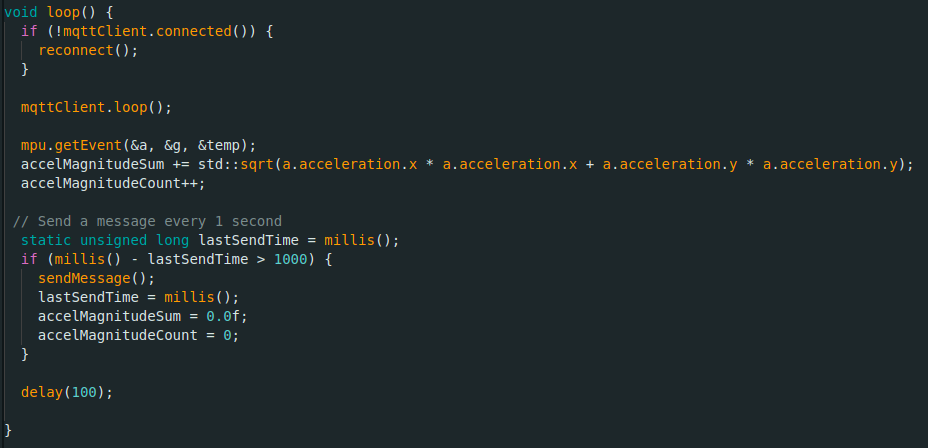 void loop() {
  if (!mqttClient.connected()) {
    reconnect();
  }

  mqttClient.loop();

  mpu.getEvent(&a, &g, &temp);
  accelMagnitudeSum += std::sqrt(a.acceleration.x * a.acceleration.x + a.acceleration.y * a.acceleration.y);
  accelMagnitudeCount++;

 // Send a message every 1 second
  static unsigned long lastSendTime = millis();
  if (millis() - lastSendTime > 1000) {
    sendMessage();
    lastSendTime = millis();
    accelMagnitudeSum = 0.0f;
    accelMagnitudeCount = 0;
  }

  delay(100);

}